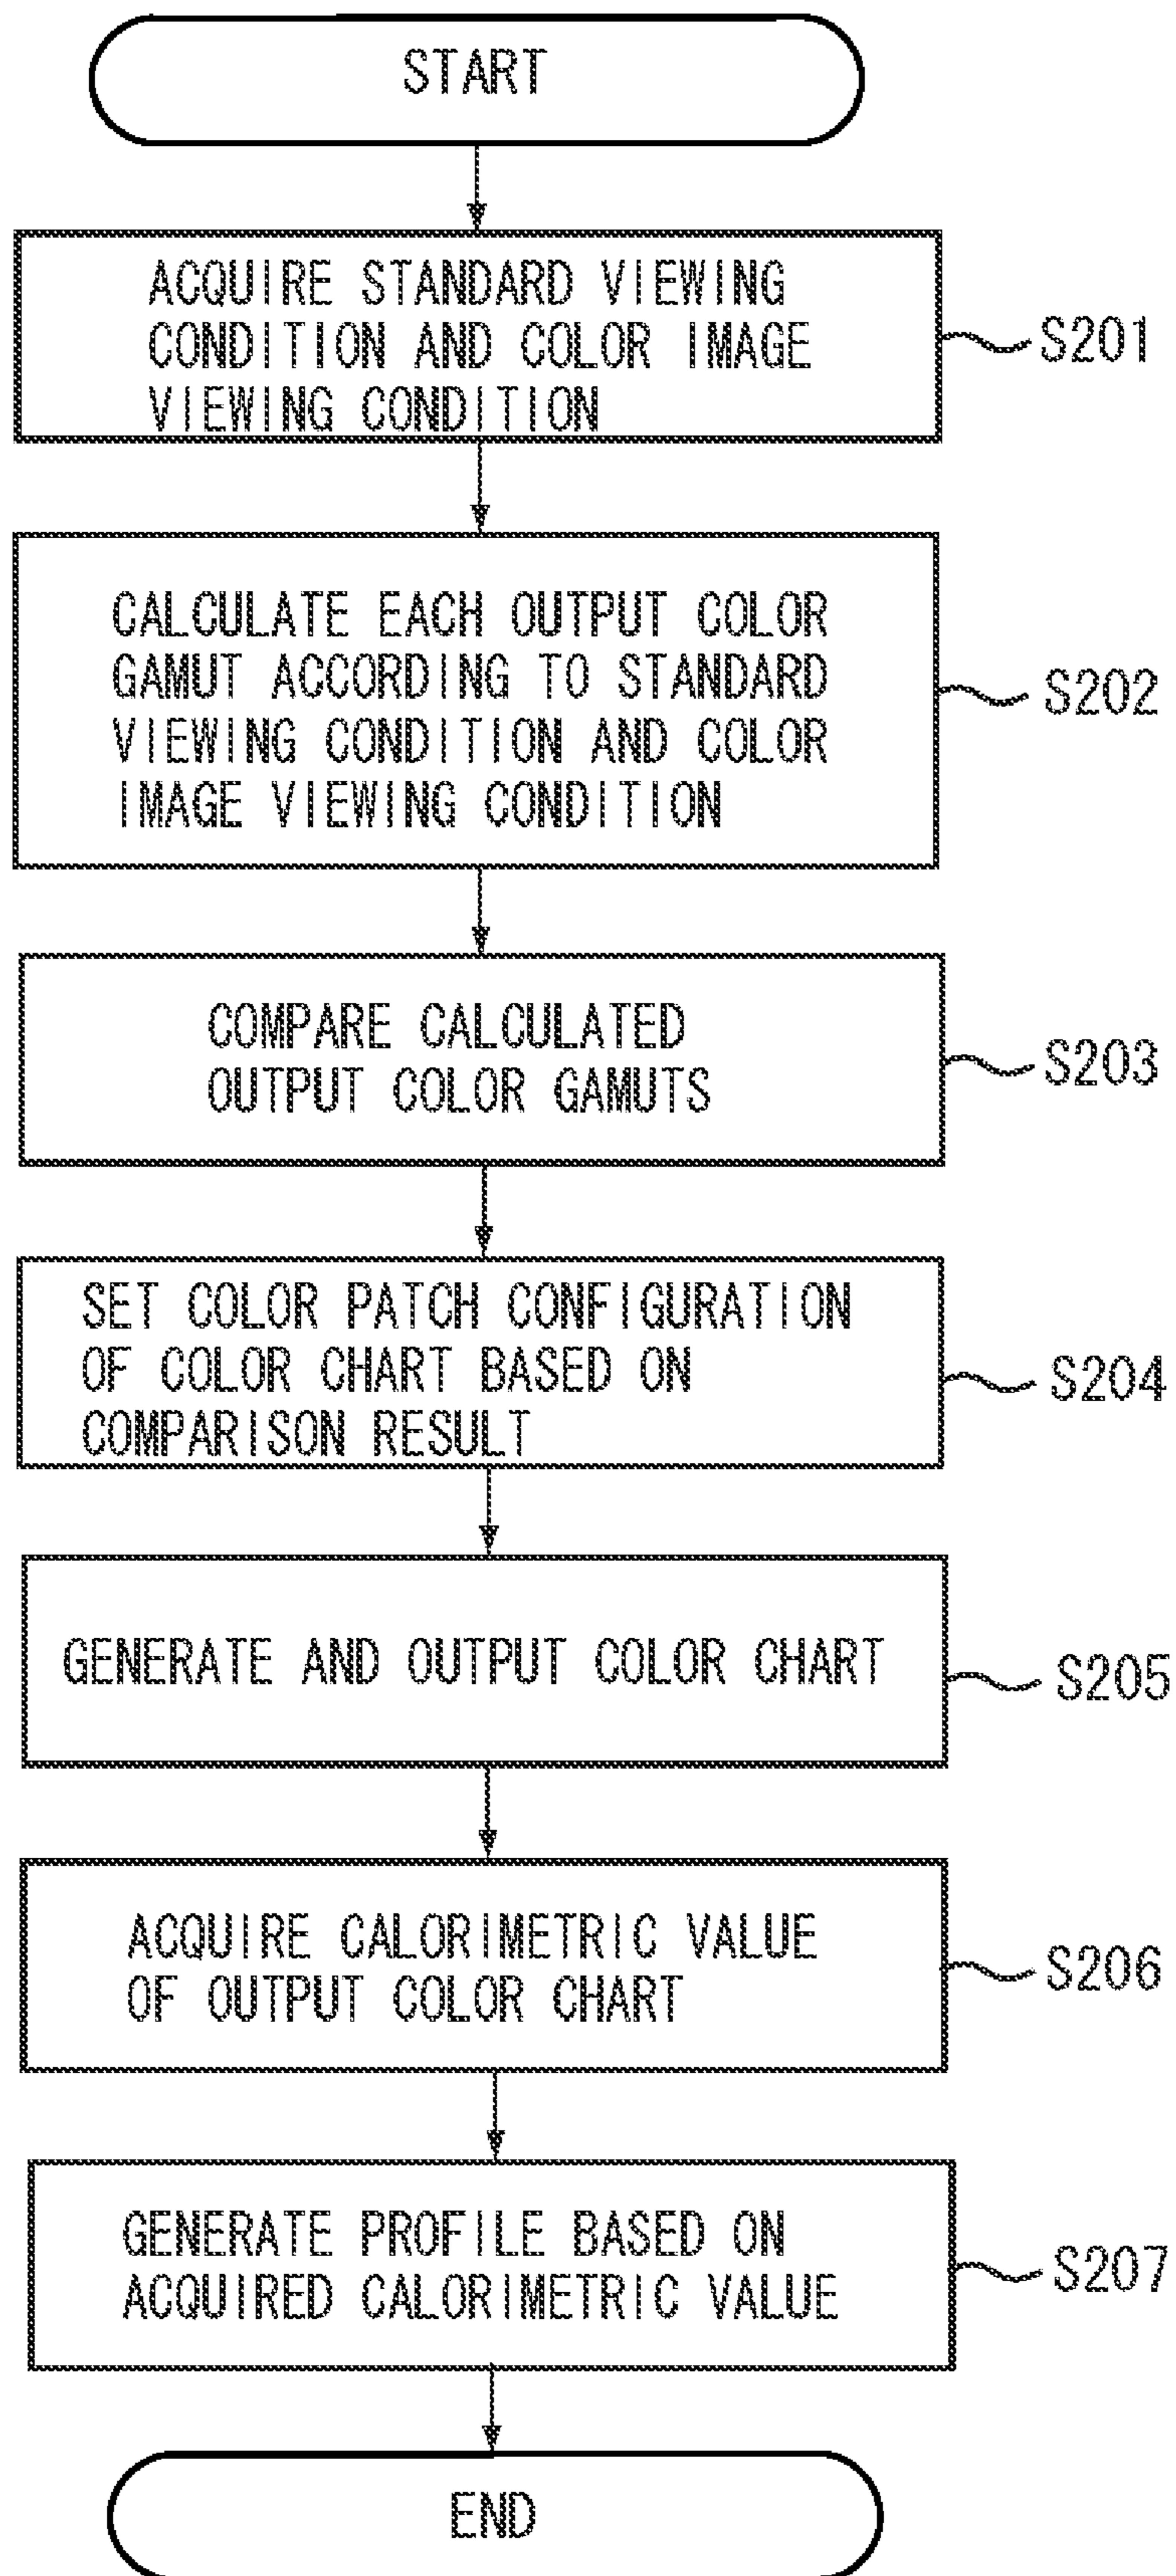 START
ACQUIRE STANDARD VIEWING
CONDITION AND COLOR IMAGE
VIEWING CONDITION
S201
CALCULATE EACH OUTPUT COLOR
GAMUT ACCORDING TO STANDARD
VIEWING CONDITION AND COLOR
IMAGE VIEWING CONDITION
S202
COMPARE CALCULATED
OUTPUT COLOR GAMUTS
S203
SET COLOR PATCH CONFIGURATION
OF COLOR CHART BASED ON
COMPARISON RESULT
S204
GENERATE AND OUTPUT COLOR CHART
S205
ACQUIRE CALORIMETRIC VALUE
OF OUTPUT COLOR CHART
S206
GENERATE PROFILE BASED ON
ACQUIRED CALORIMETRIC VALUE
S207
END